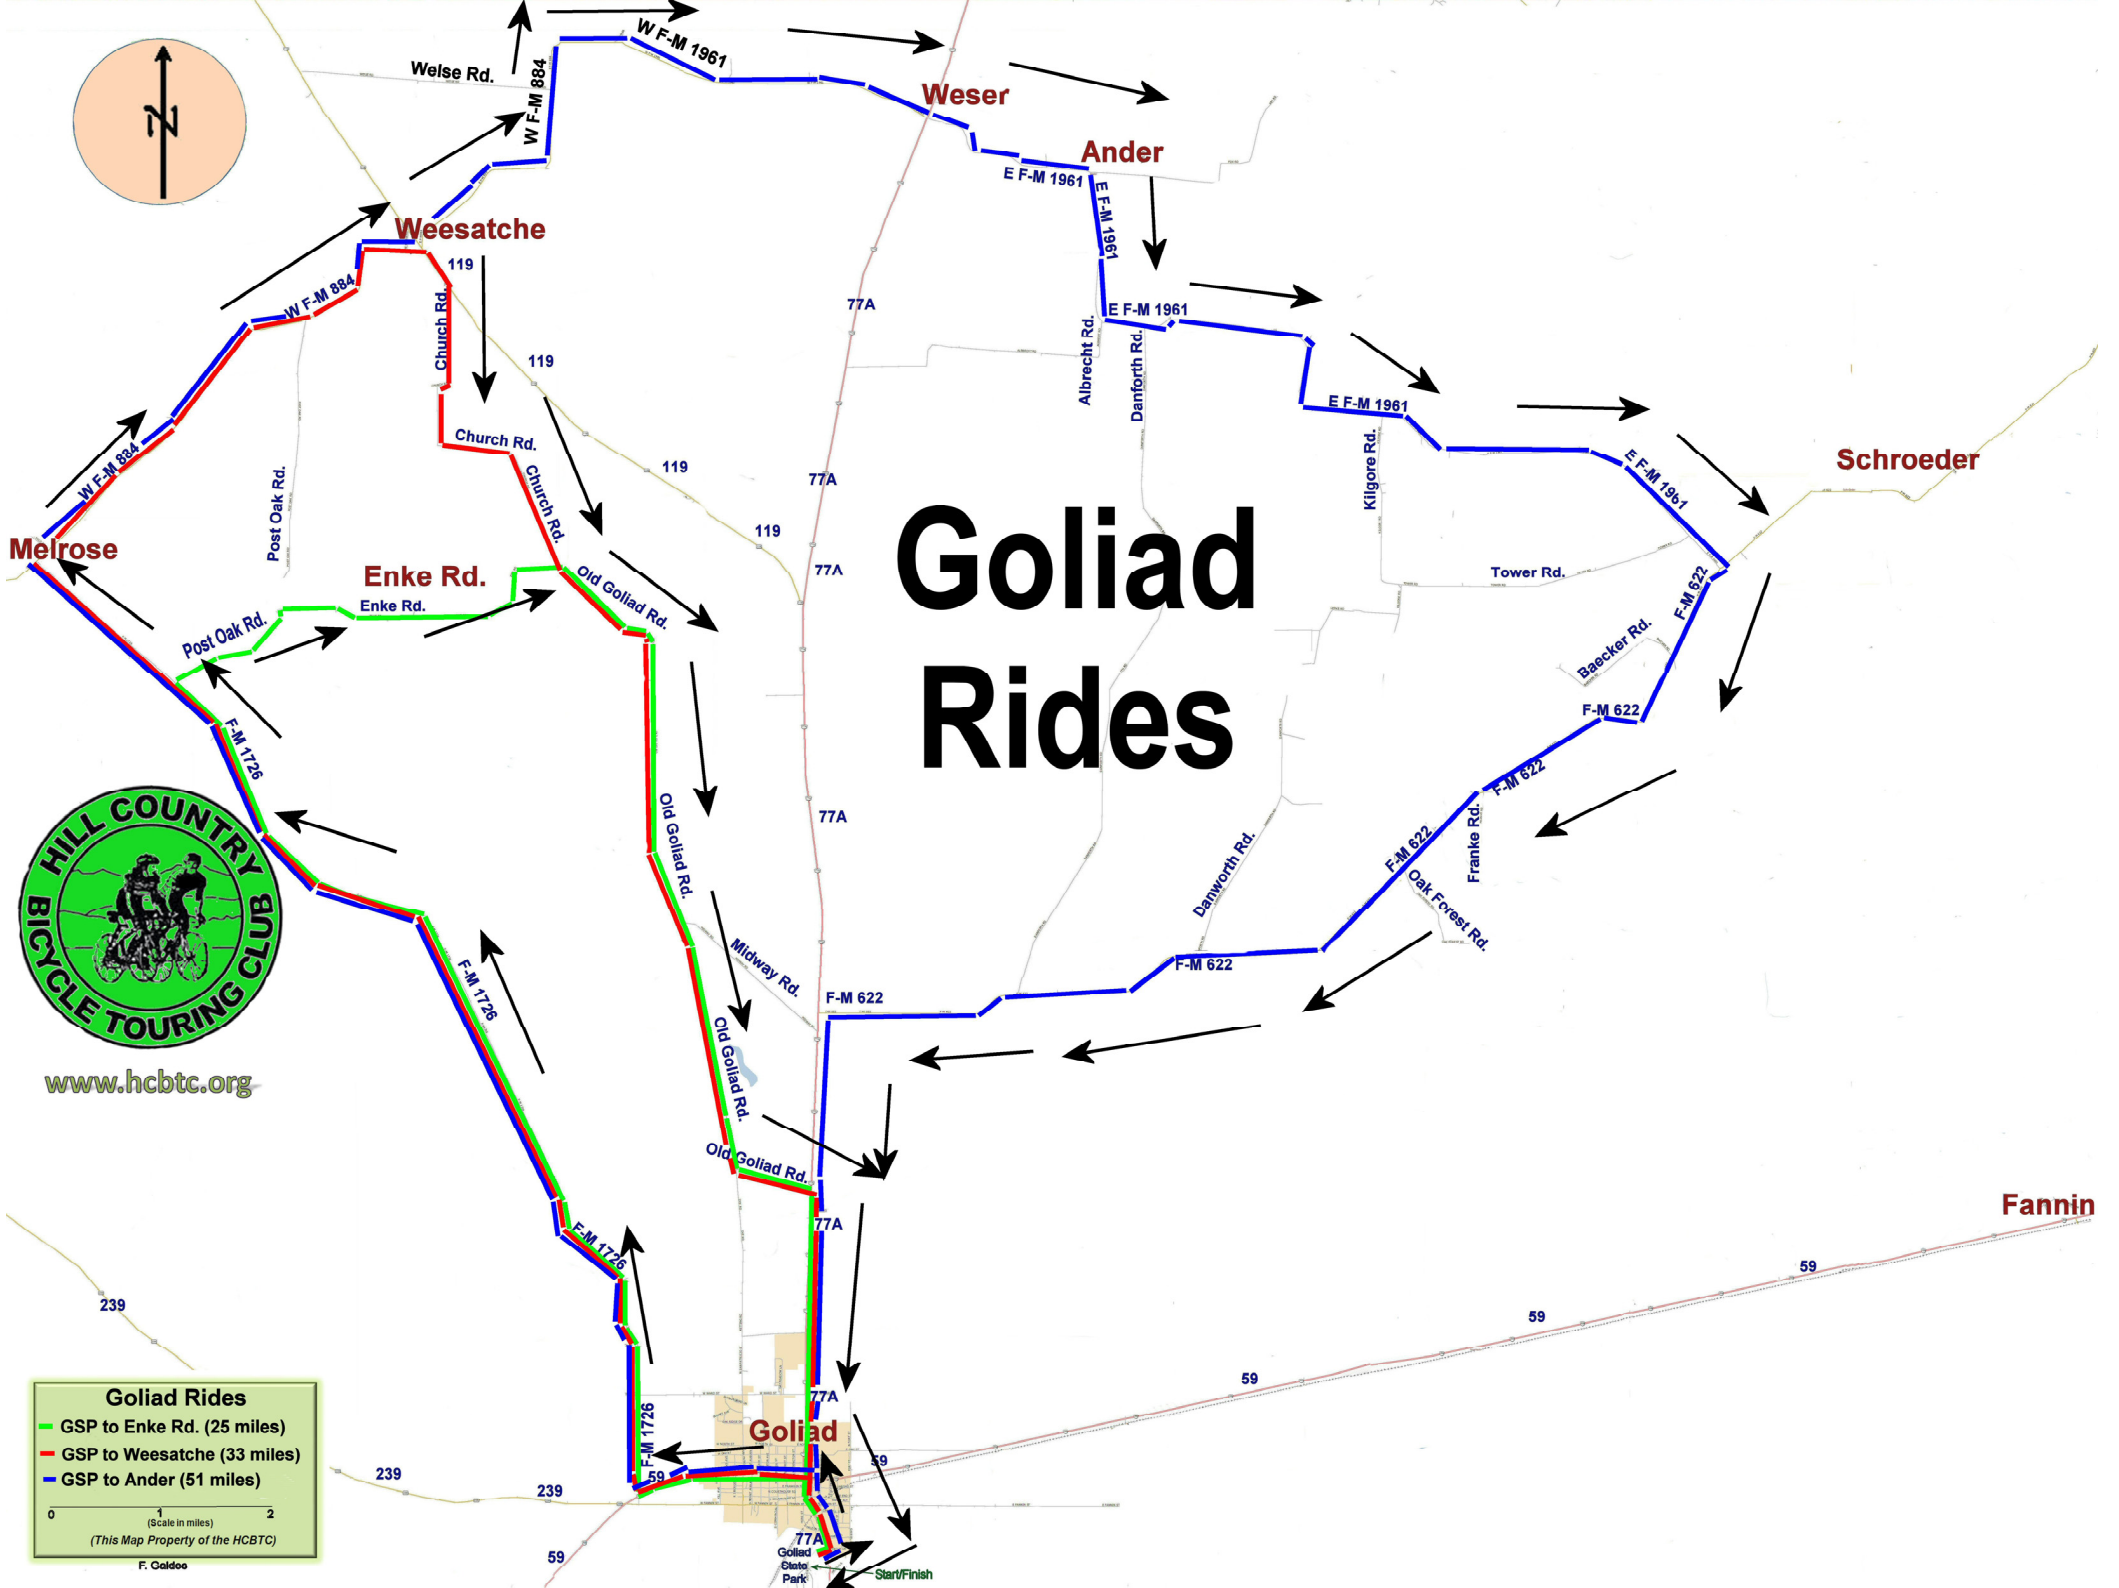 W F-M 1961
Welse Rd.
W F-M 884
Weser
Ander
E F-M 1961
E F-M 1961
Weesatche
119
W F-M 884
Church Rd.
77A
E F-M 1961
119
Albrecht Rd.
Danforth Rd.
E F-M 1961
Church Rd.
Kilgore Rd.
W F-M 884
Post Oak Rd.
Church Rd.
119
77A
E F-M 1961
Schroeder
119
Melrose
Enke Rd.
77A
Goliad
Rides
Tower Rd.
F-M 622
Old Goliad Rd.
Enke Rd.
Post Oak Rd.
Baecker Rd.
F-M 622
F-M 1726
F-M 622
77A
Old Goliad Rd.
F-M 622
Franke Rd.
Danworth Rd.
Oak Forest Rd.
HILL COUNTRY
BICYCLE TOURING CLUB
www.hcbtc.org
F-M 1726
Midway Rd.
F-M 622
F-M 622
Old Goliad Rd.
Old Goliad Rd.
77A
F-M 1726
Fannin
59
59
59
239
77A
Goliad
F-M 1726
59
59
239
239
59
77A
Goliad
State
Park
Start/Finish
Goliad Rides
GSP to Enke Rd. (25 miles)
GSP to Weesatche (33 miles)
GSP to Ander (51 miles)
0 1 2
(Scale in miles)
(This Map Property of the HCBTC)
F. Galdos
N